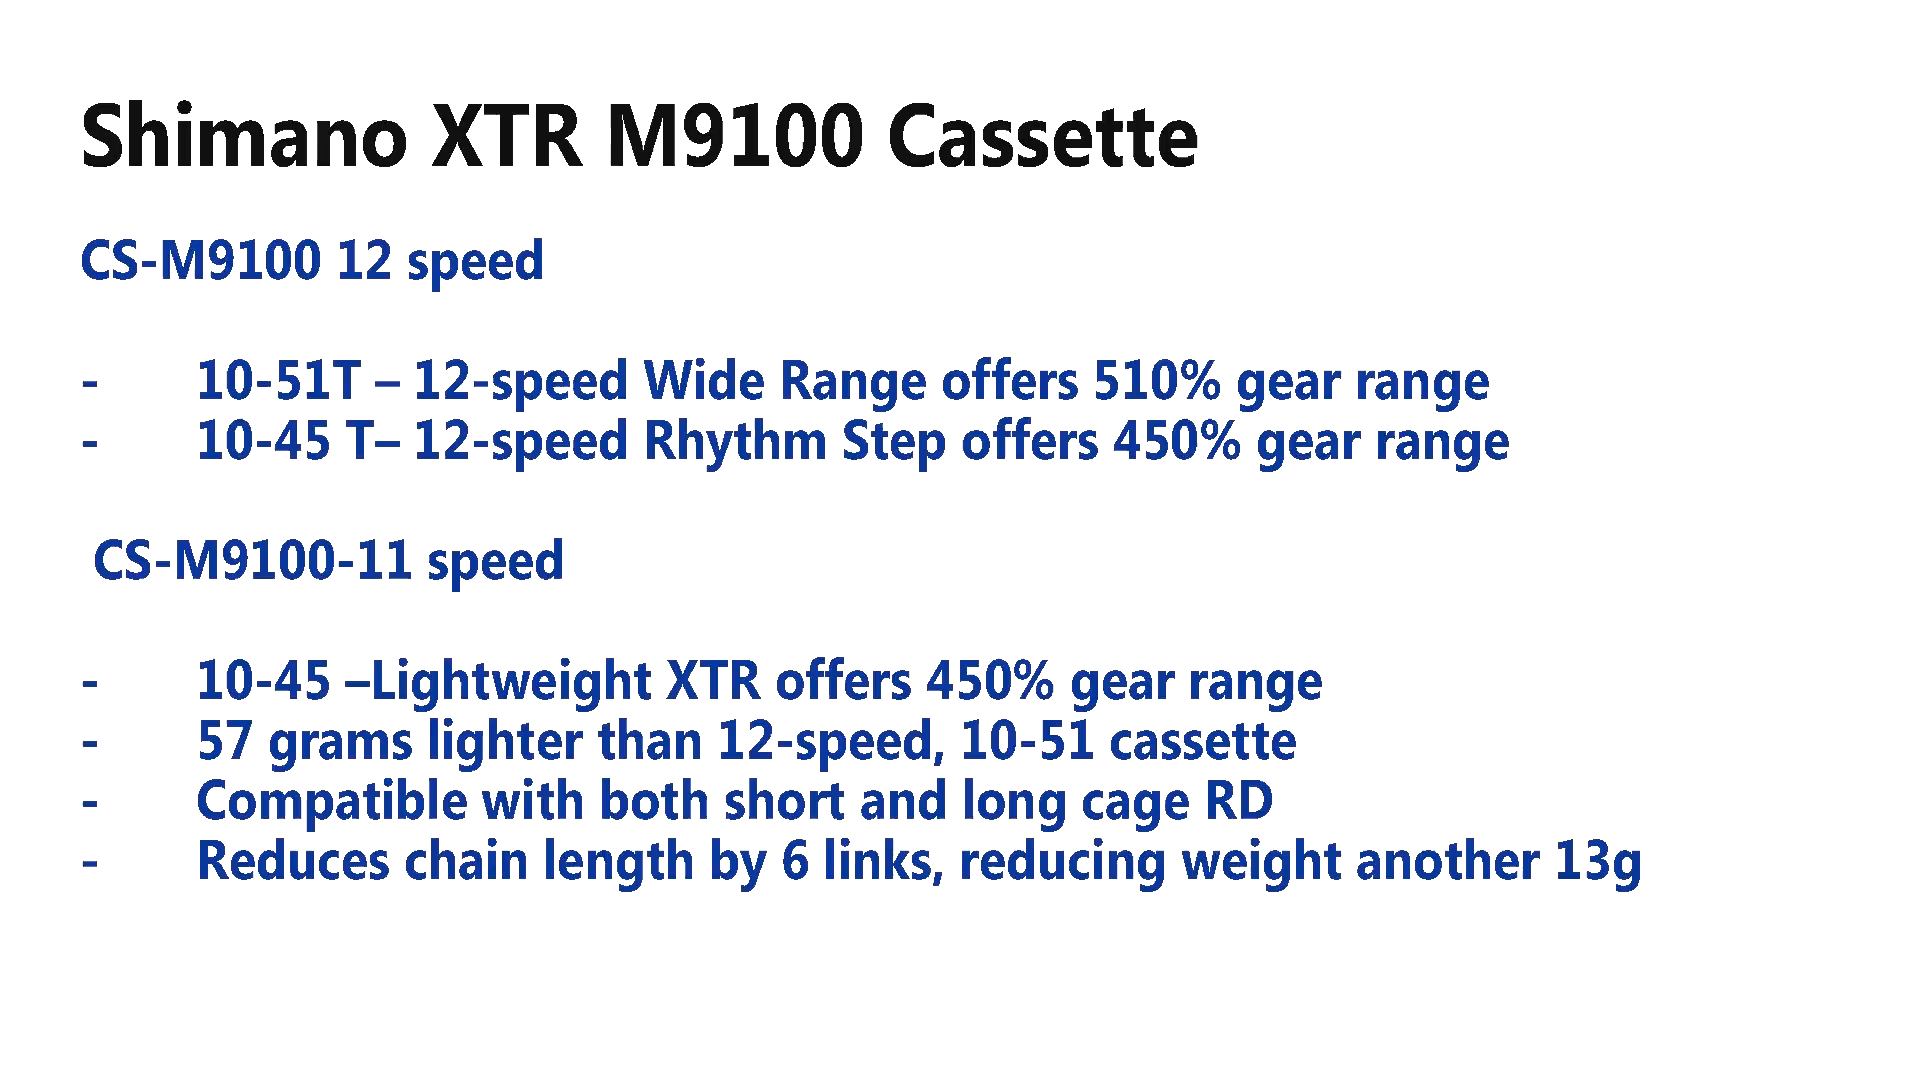 Shimano XTR M9100 Cassette
CS-M9100 12 speed
- 10-51T – 12-speed Wide Range offers 510% gear range
- 10-45 T– 12-speed Rhythm Step offers 450% gear range
CS-M9100-11 speed
- 10-45 –Lightweight XTR offers 450% gear range
- 57 grams lighter than 12-speed, 10-51 cassette
- Compatible with both short and long cage RD
- Reduces chain length by 6 links, reducing weight another 13g